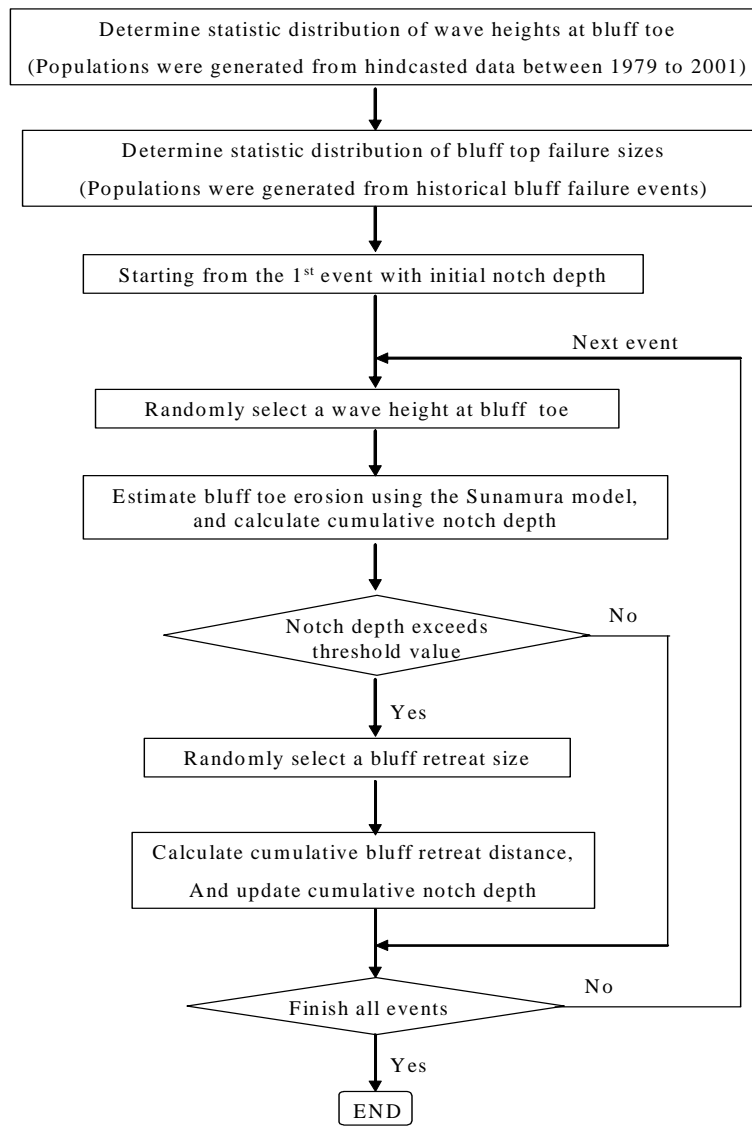 Determine statistic distribution of wave heights at bluff toe
(Populations were generated from hindcasted data between 1979 to 2001)
Determine statistic distribution of bluff top failure sizes
(Populations were generated from historical bluff failure events)
Starting from the 1st event with initial notch depth
Next event
Randomly select a wave height at bluff toe
Estimate bluff toe erosion using the Sunamura model,
and calculate cumulative notch depth
No
Notch depth exceeds
threshold value
Yes
Randomly select a bluff retreat size
Calculate cumulative bluff retreat distance,
And update cumulative notch depth
No
Finish all events
Yes
END